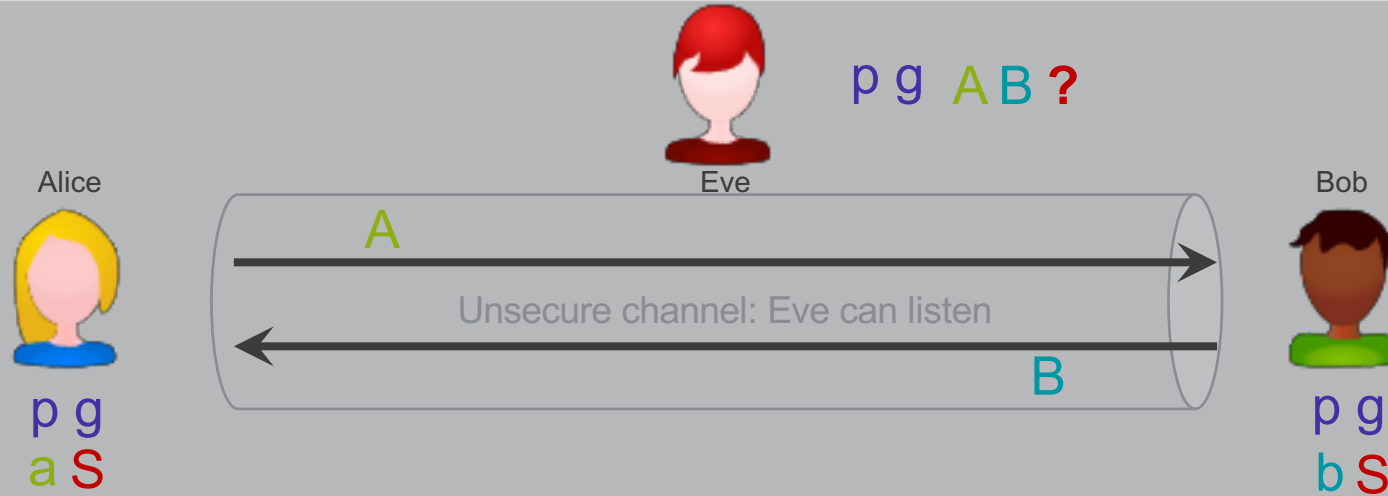 p g A B ?
Alice
Eve
Bob
A
Unsecure channel: Eve can listen
B
p g
a S
p g
b S